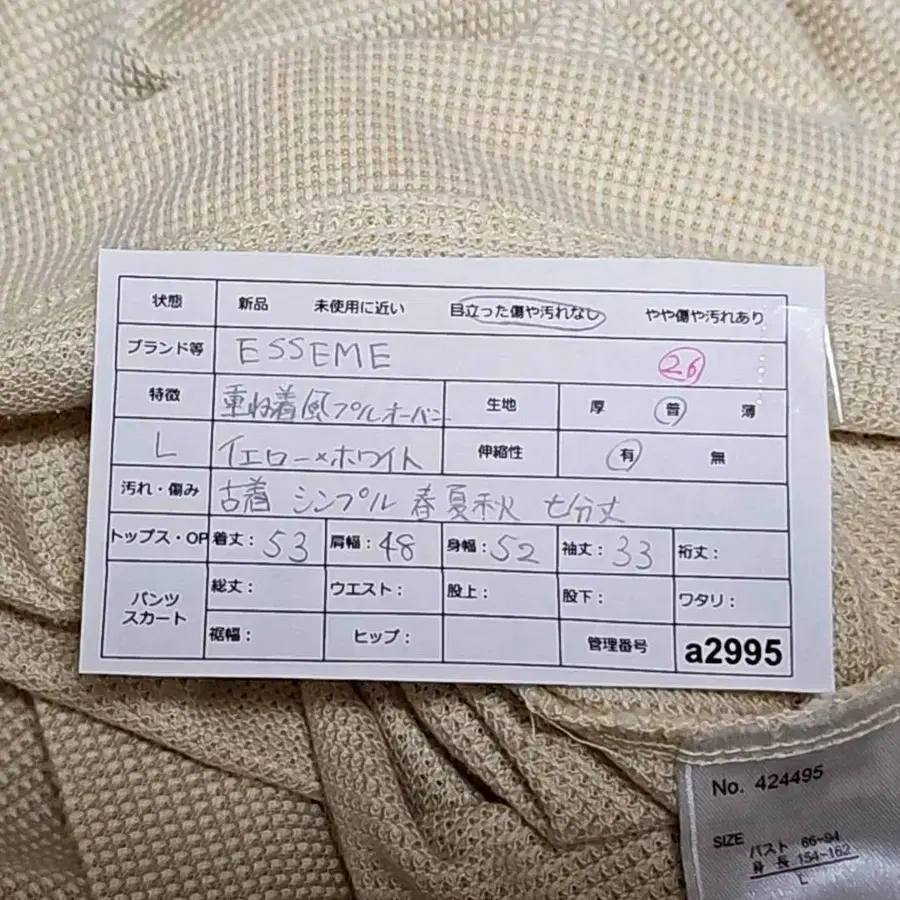 状態 新品 未使用に近い 目立った傷や汚れなし やや傷や汚れあり
ブランド等 ESSEME 26
特徴 重ね着風プルオーバー 生地 厚 普 薄
L イエロー×ホワイト 伸縮性 有 無
汚れ・傷み 古着 シンプル 春夏秋 七分丈
トップス・OP 着丈：53 肩幅：48 身幅：52 袖丈：33 裄丈：
パンツ スカート 総丈： ウエスト： 股上： 股下： ワタリ：
裾幅： ヒップ： 管理番号 a2995
No. 424495
SIZE バスト 86~94
身長 154~162
L